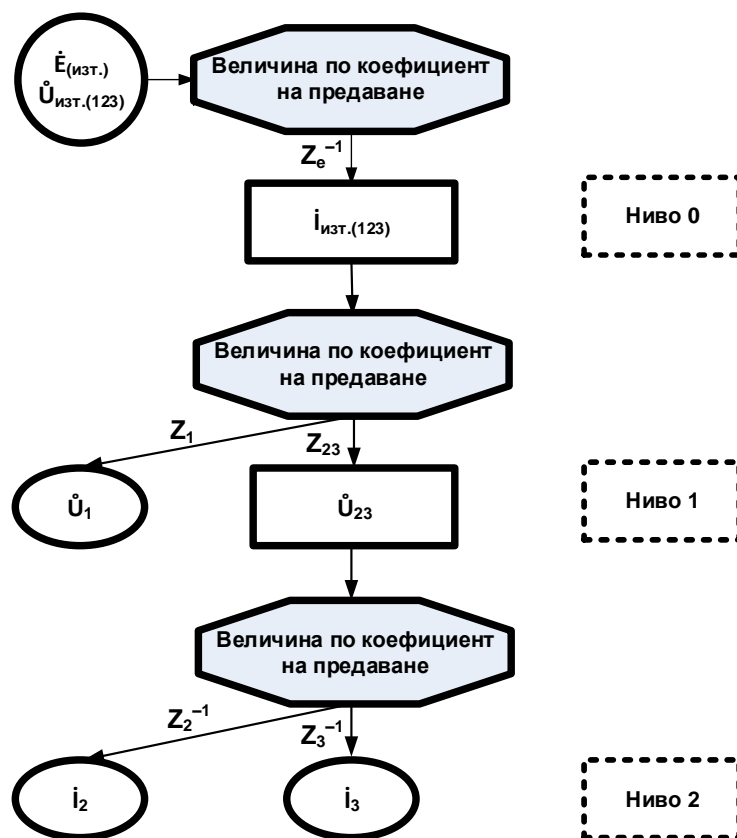 Ė(изт.)
Ůизт.(123)
Величина по коефициент
на предаване
Zₑ⁻¹
İизт.(123)
Ниво 0
Величина по коефициент
на предаване
Z₁
Z₂₃
Ů₁
Ů₂₃
Ниво 1
Величина по коефициент
на предаване
Z₂⁻¹
Z₃⁻¹
İ₂
İ₃
Ниво 2